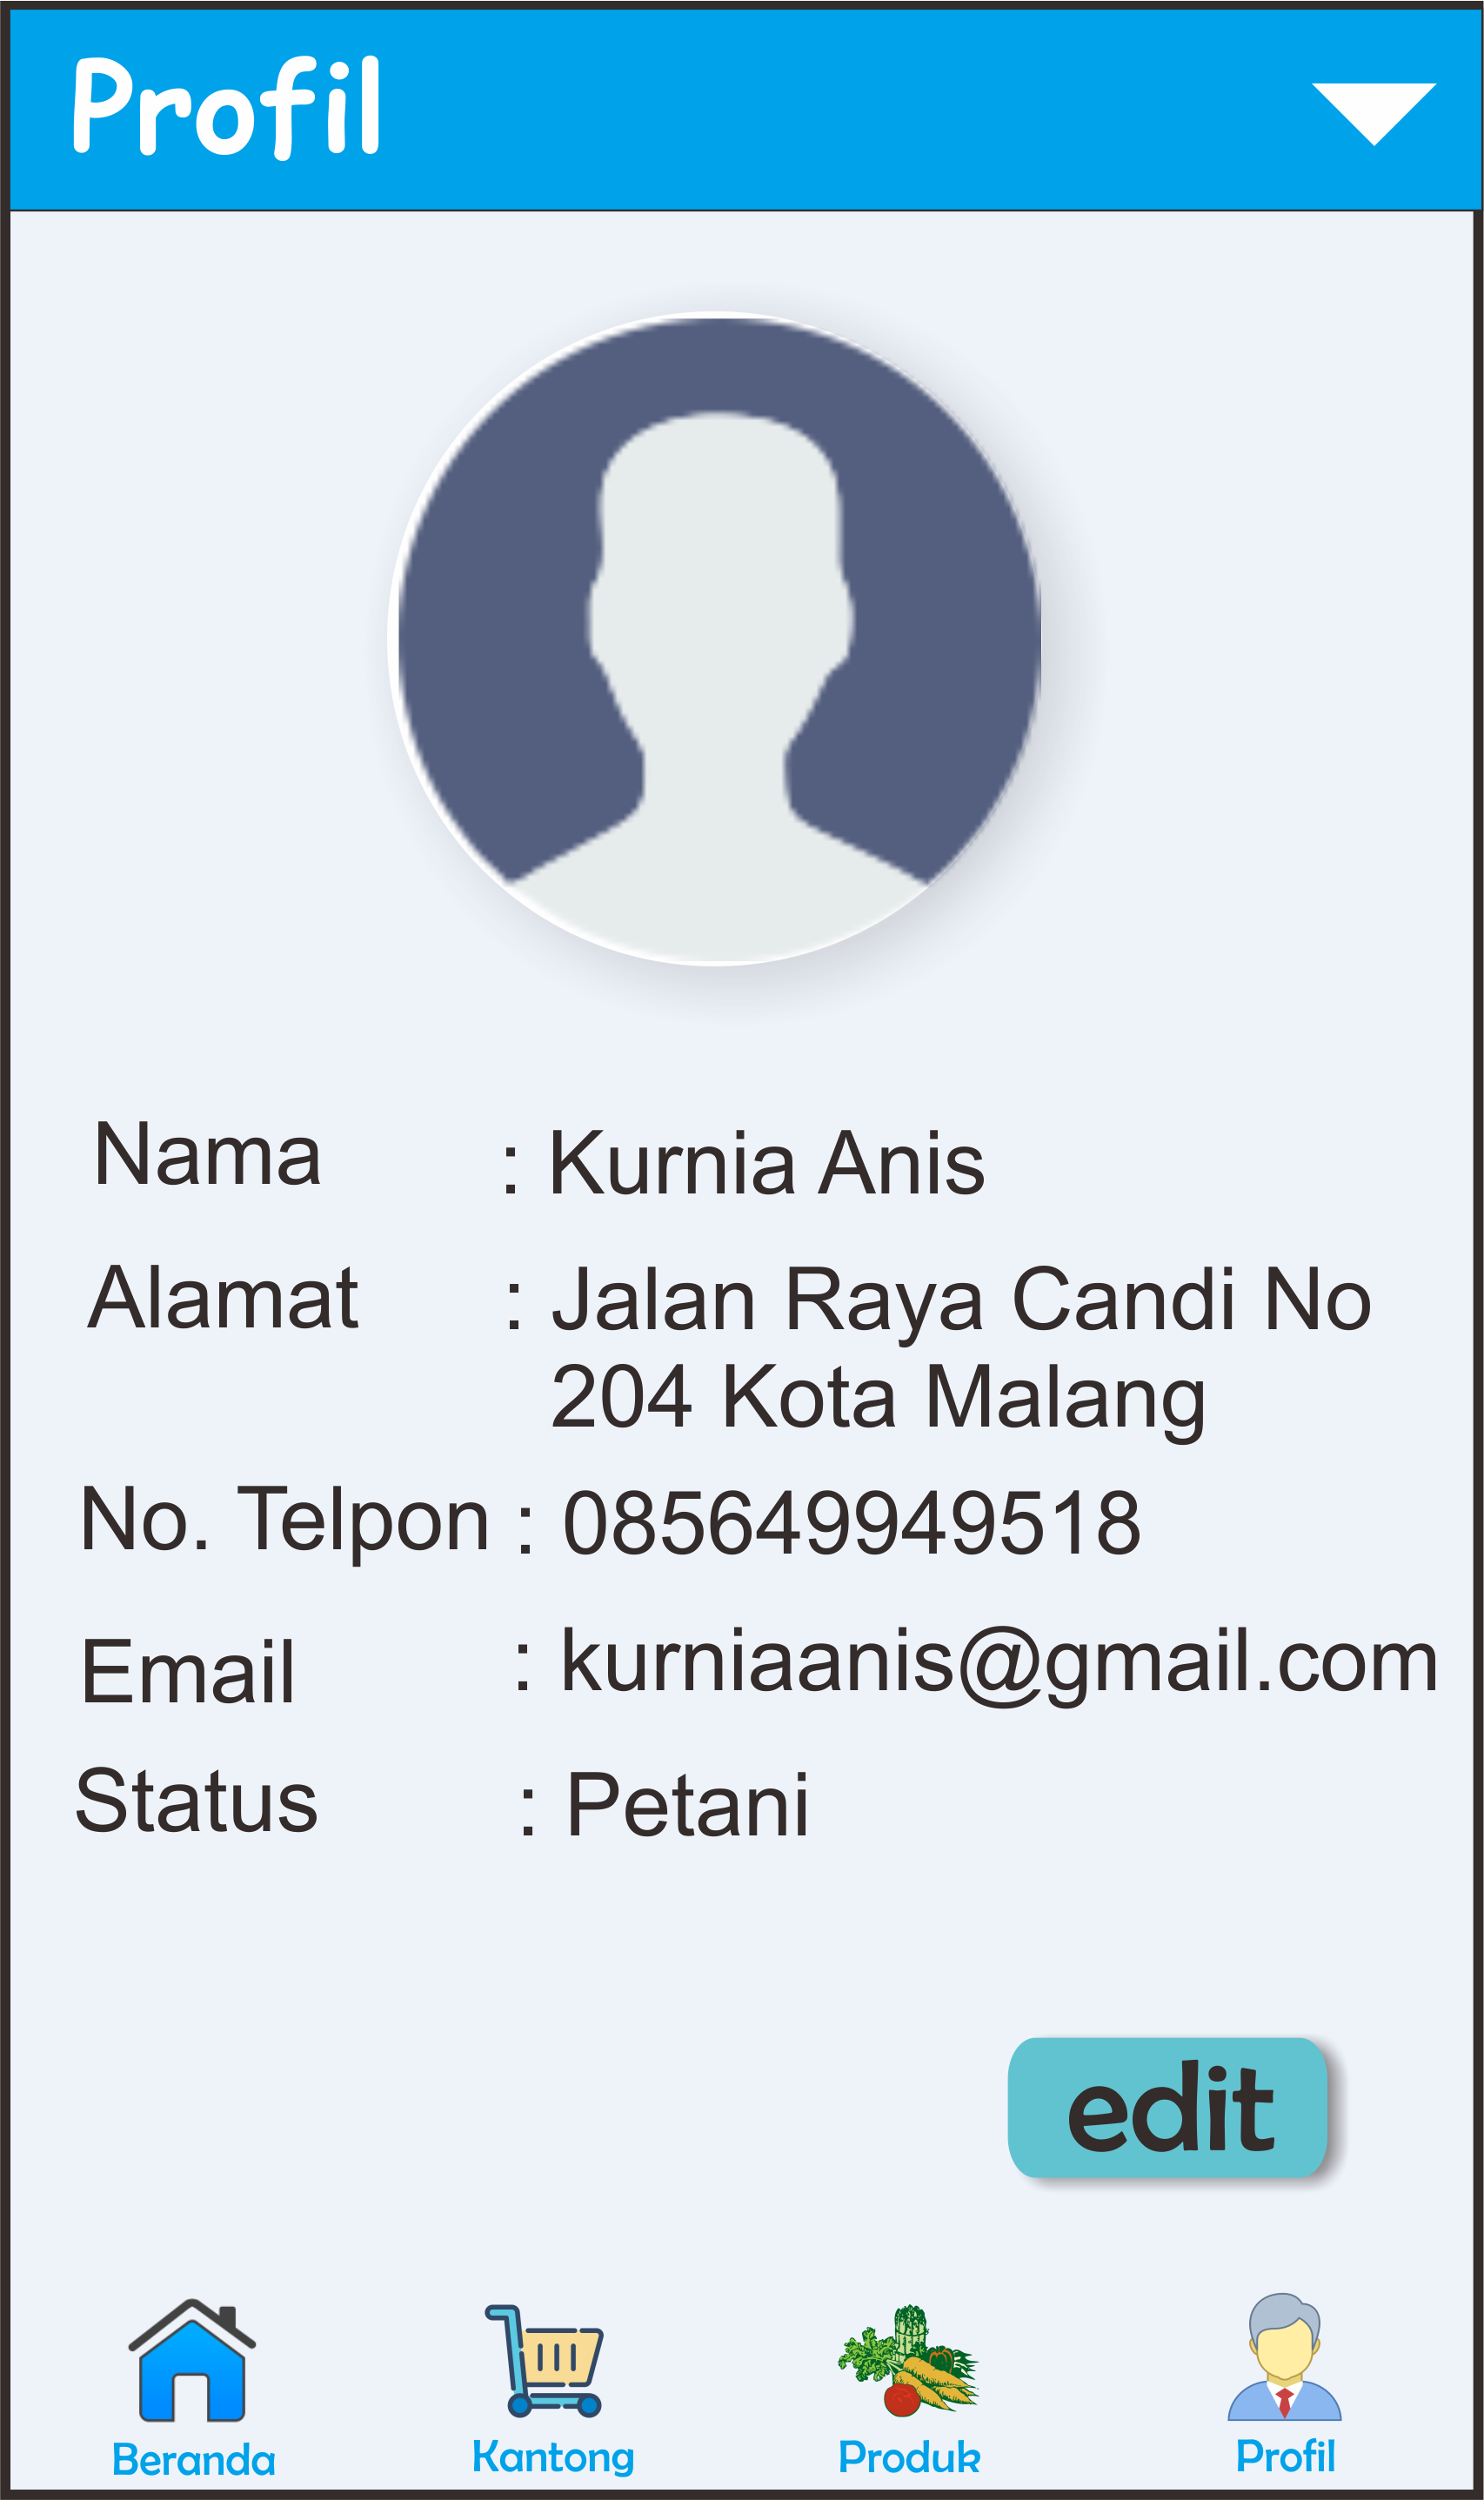 Profil
Nama : Kurnia Anis
Alamat : Jalan Raya Candi No
204 Kota Malang
No. Telpon : 085649949518
Email : kurniaanis@gmail.com
Status : Petani
edit
Beranda Kantong Produk Profil